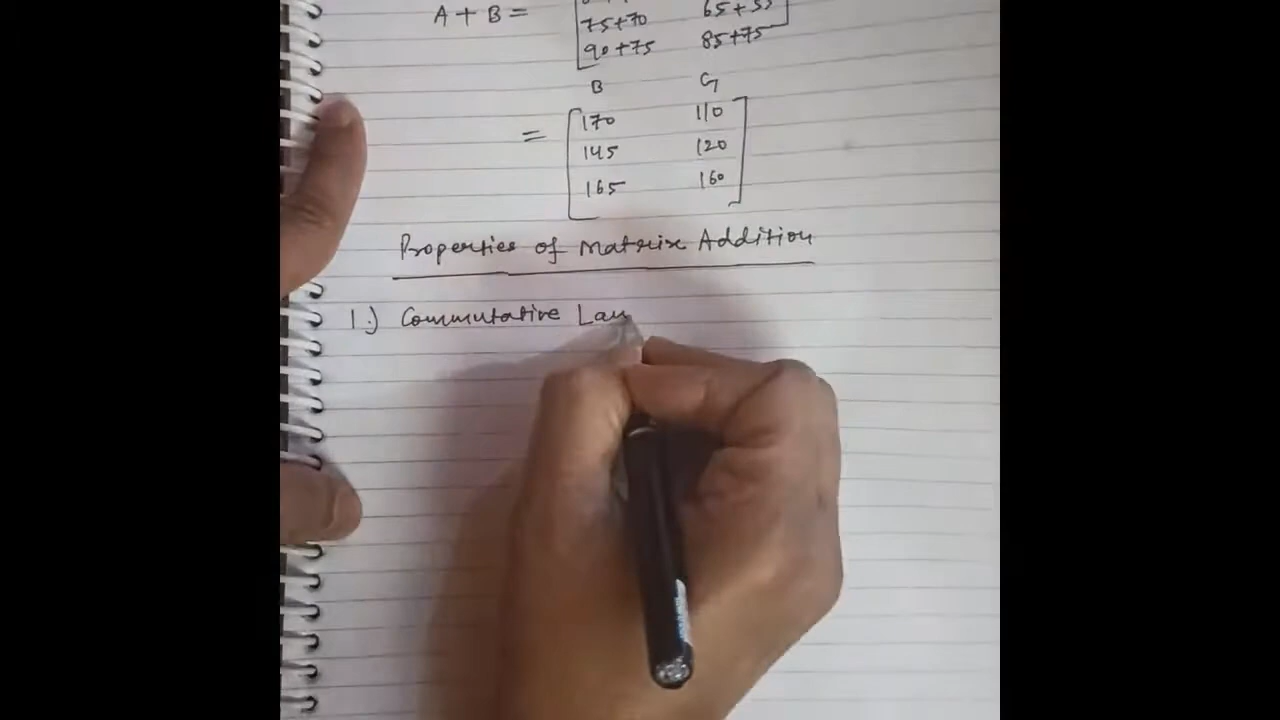 A + B =
75+70 65+55
90+75 85+75
B G
= 170 110
145 120
165 160
Properties of Matrix Addition
1.) Commutative Law